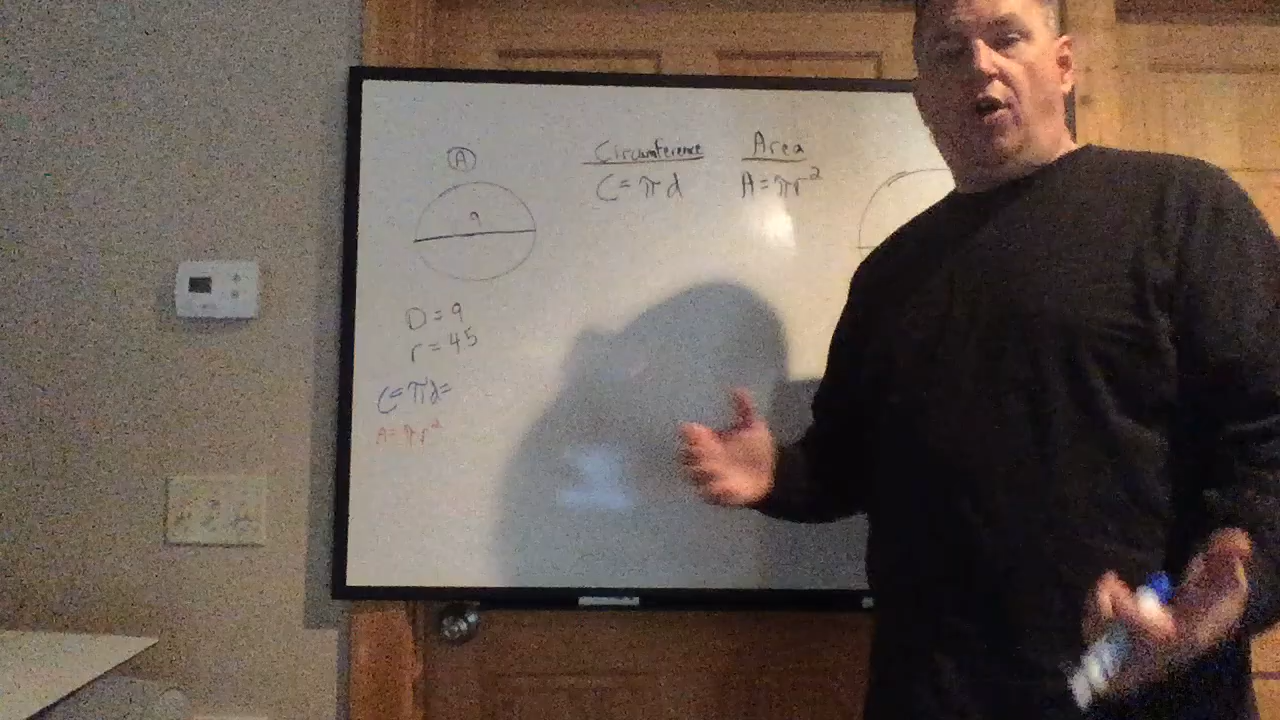 A
9
D = 9
r = 45
C = πd =
A = πr²
Circumference
C = πd
Area
A = πr²